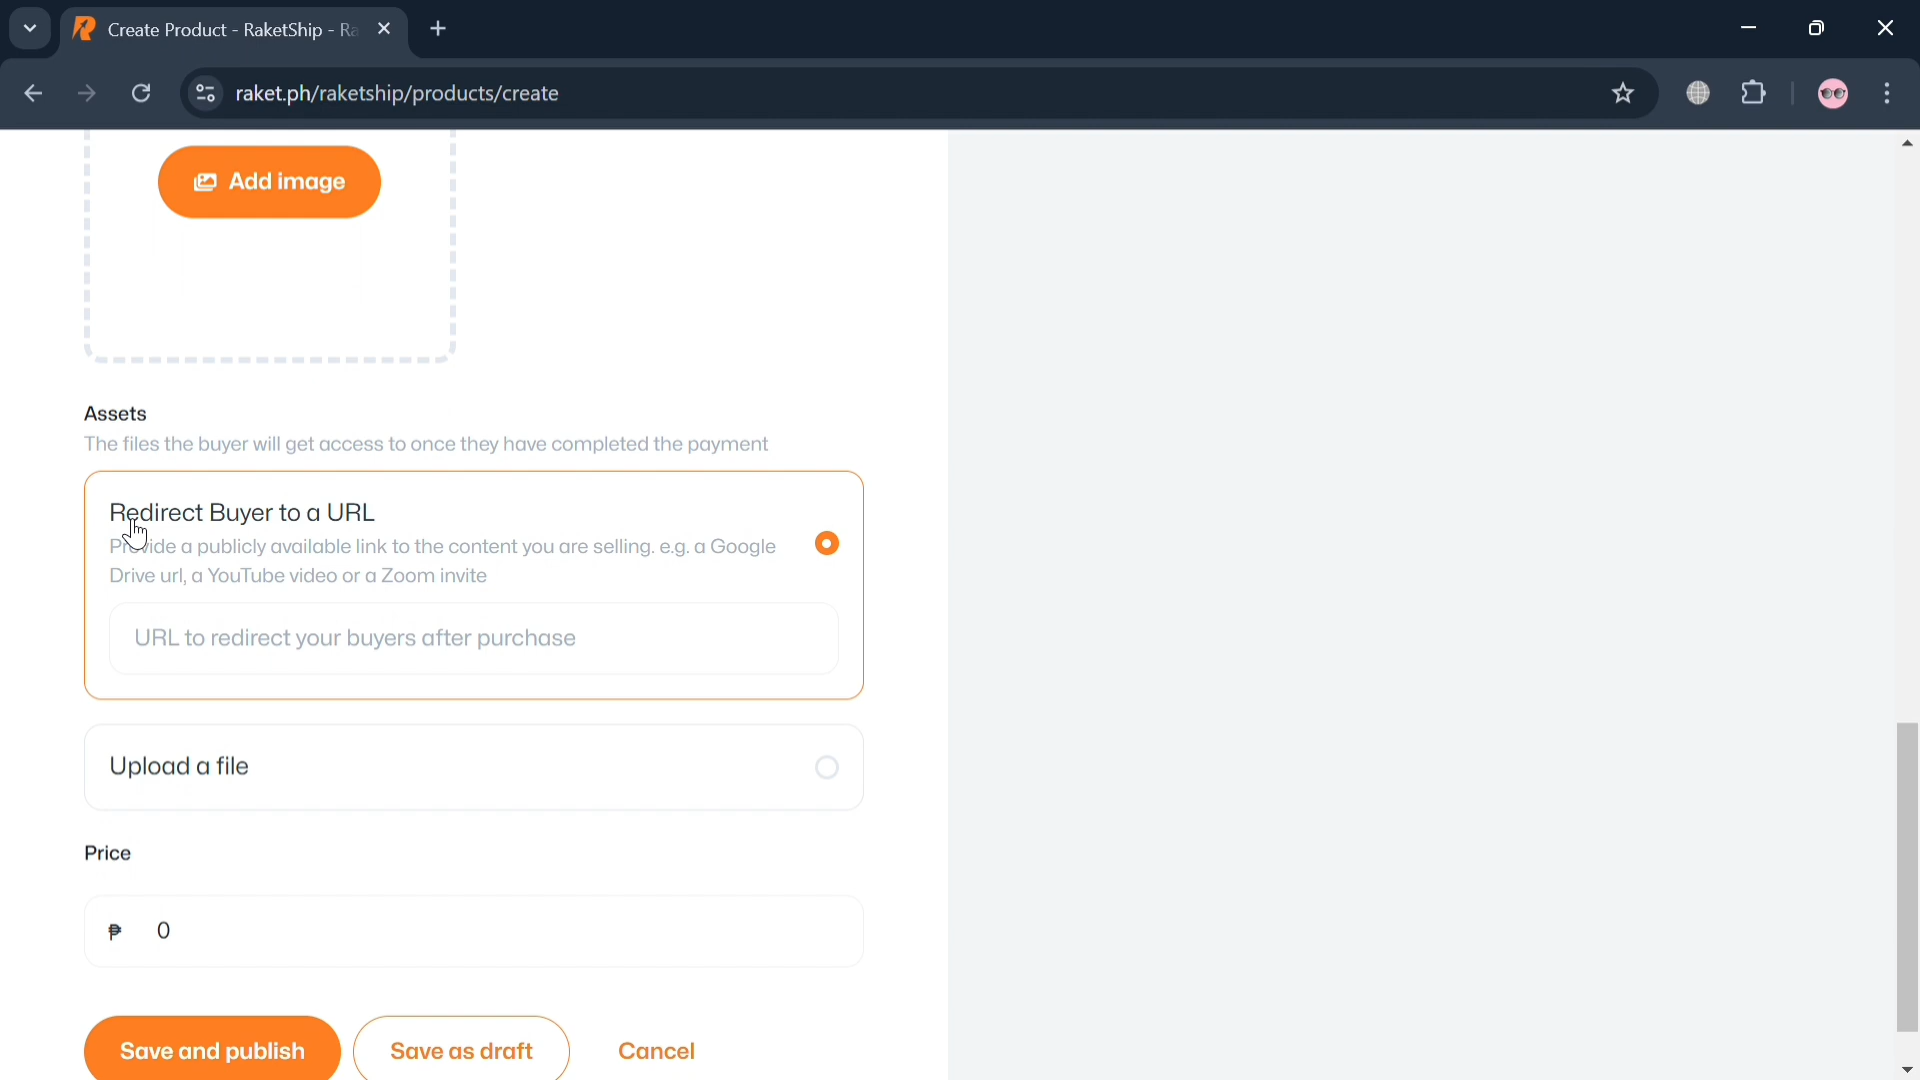 Create Product - RaketShip - Ra
raket.ph/raketship/products/create
Add image
Assets
The files the buyer will get access to once they have completed the payment
Redirect Buyer to a URL
Provide a publicly available link to the content you are selling. e.g. a Google
Drive url, a YouTube video or a Zoom invite
URL to redirect your buyers after purchase
Upload a file
Price
₱ 0
Save and publish
Save as draft
Cancel